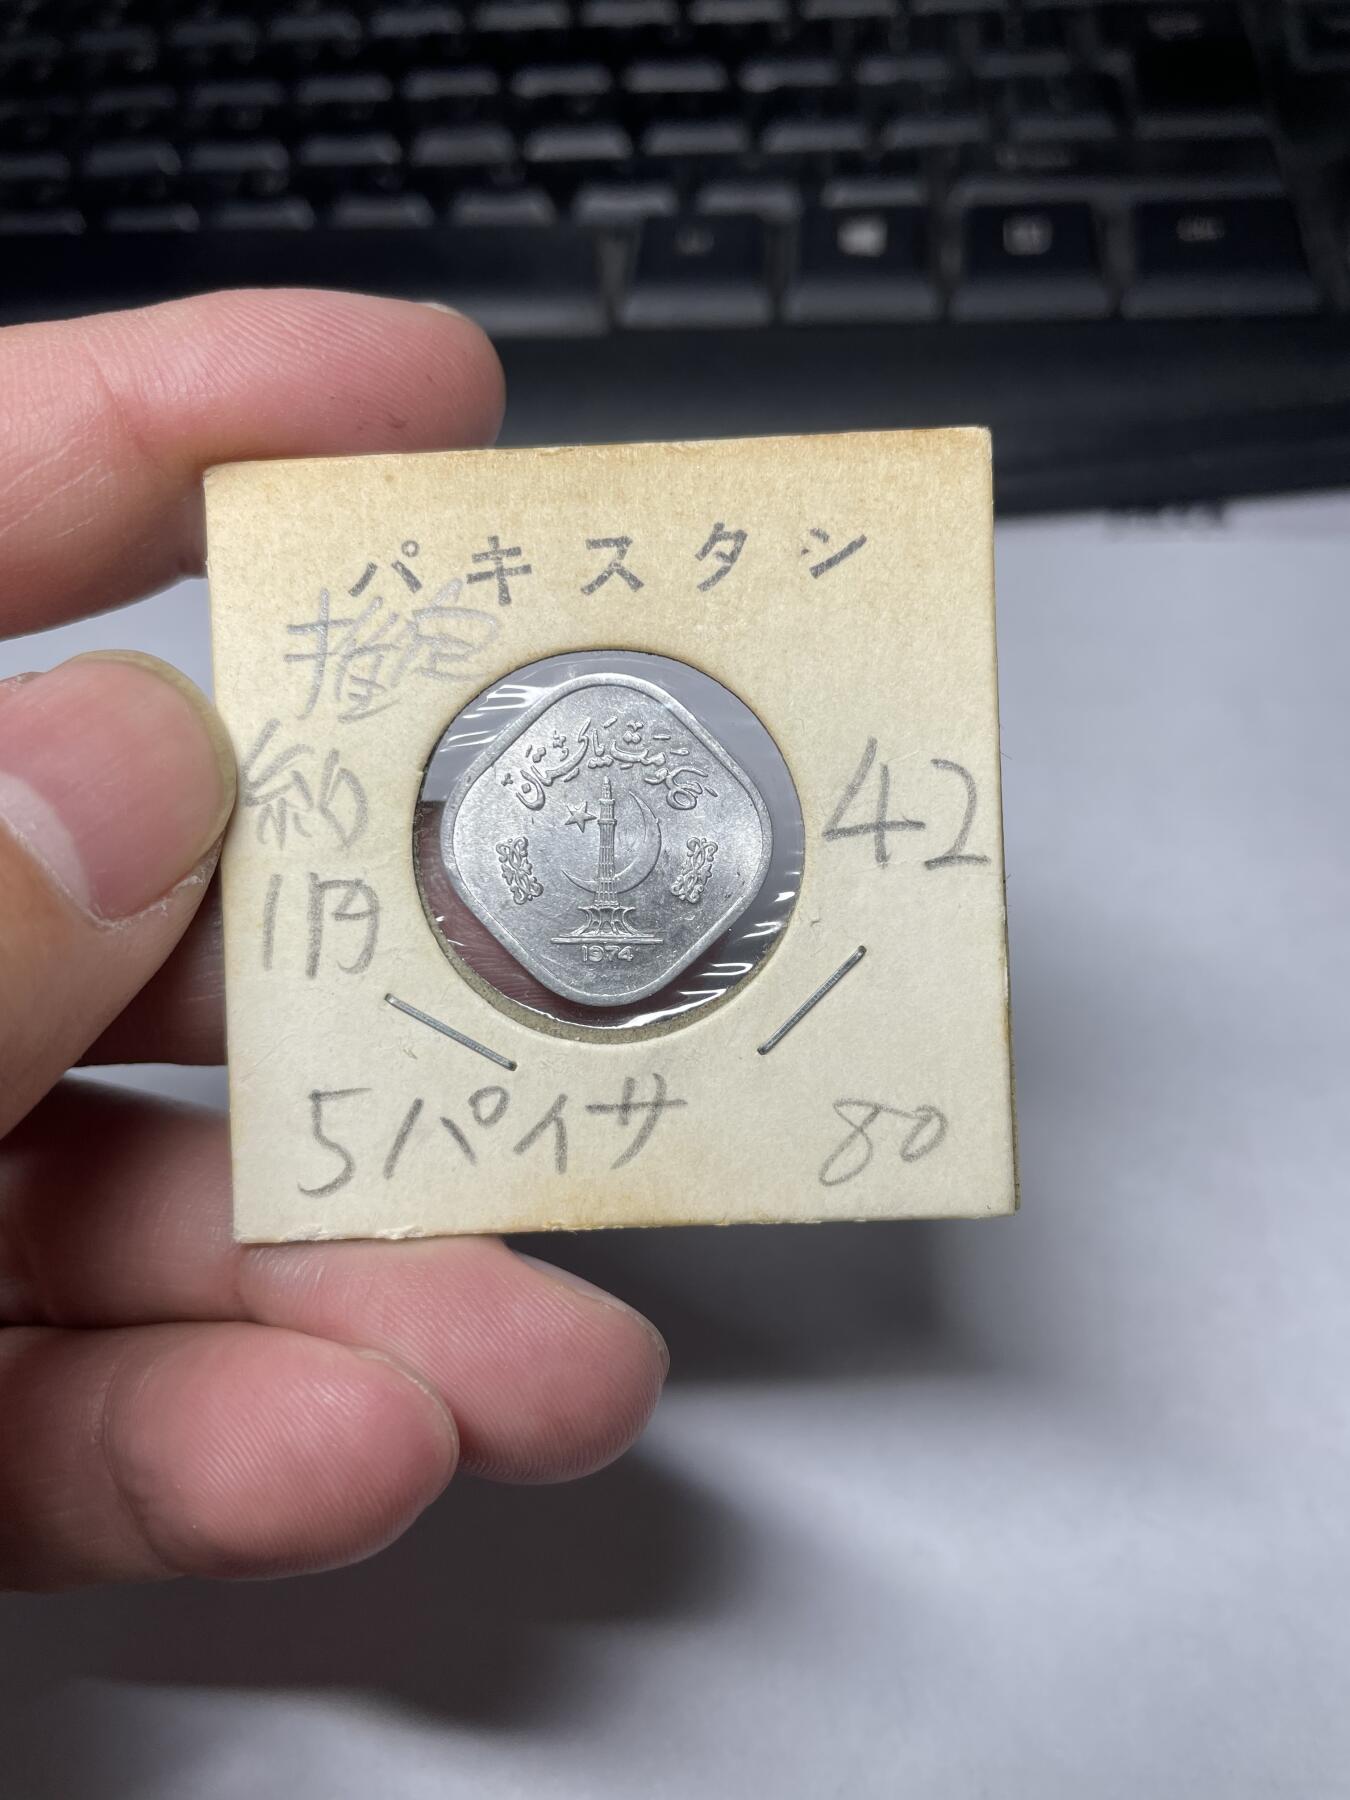 パキスタン
推定
約
1円
42
حکومت پاکستان
1974
5パイサ
80